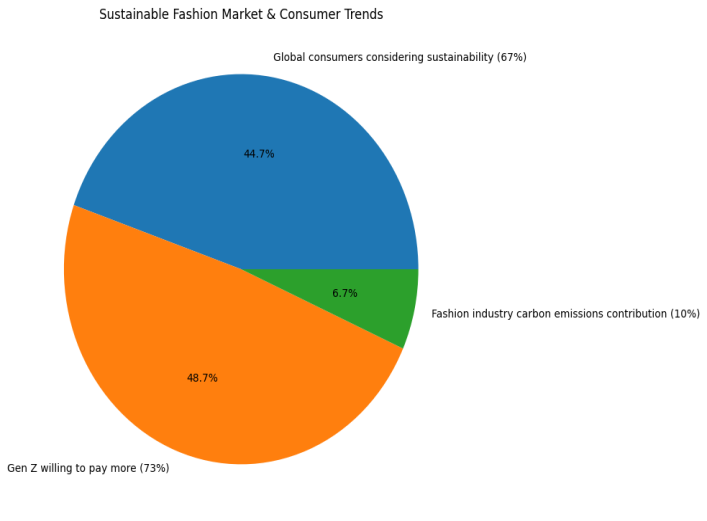 Sustainable Fashion Market & Consumer Trends
Global consumers considering sustainability (67%)
44.7%
6.7%
Fashion industry carbon emissions contribution (10%)
48.7%
Gen Z willing to pay more (73%)